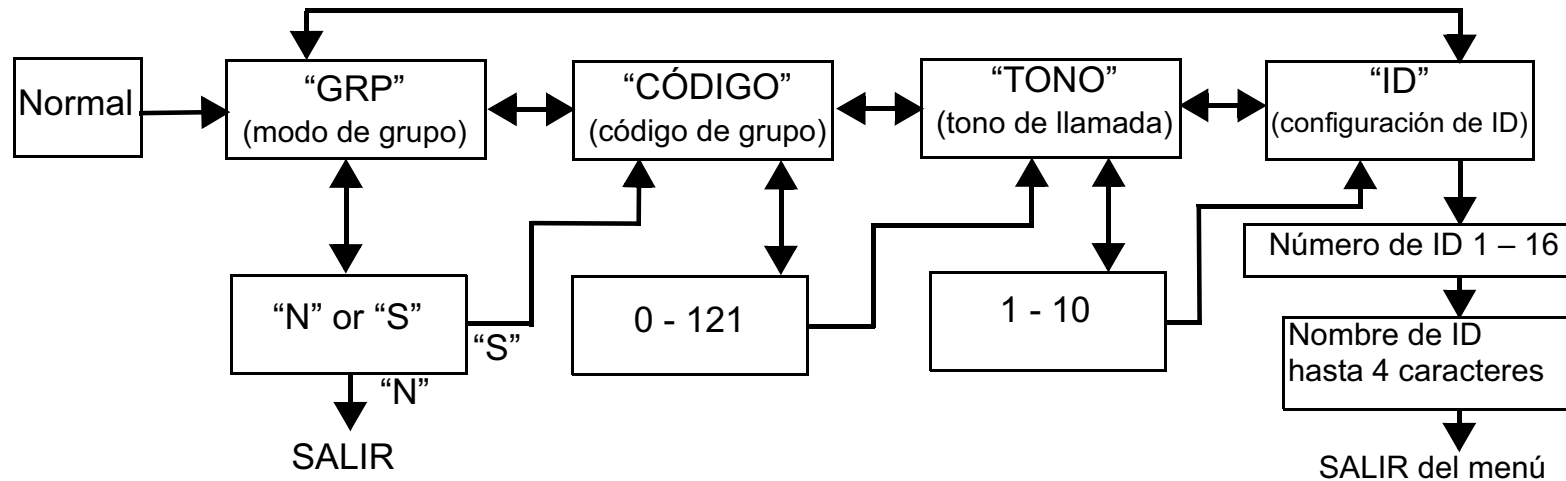 Normal
“GRP”
(modo de grupo)
“CÓDIGO”
(código de grupo)
“TONO”
(tono de llamada)
“ID”
(configuración de ID)
“N” or “S”
“S”
“N”
SALIR
0 - 121
1 - 10
Número de ID 1 – 16
Nombre de ID
hasta 4 caracteres
SALIR del menú